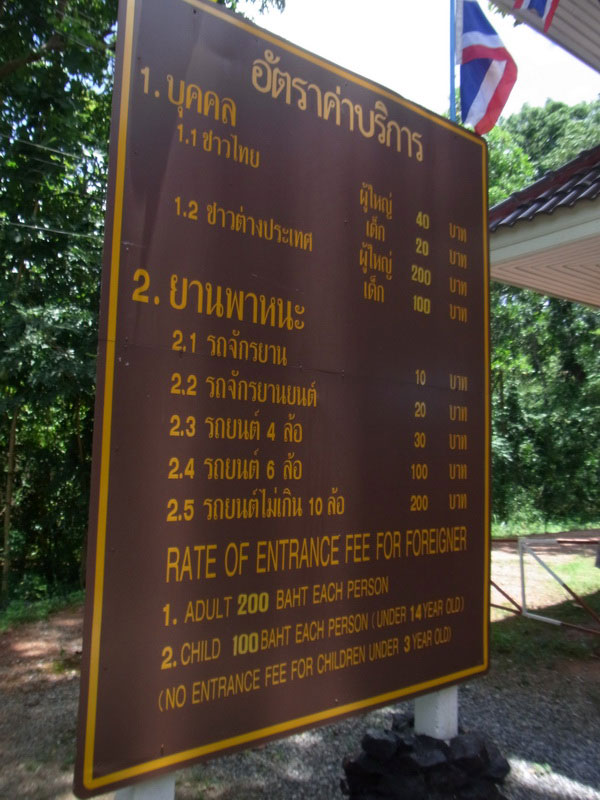 อัตราค่าบริการ
1. บุคคล
1.1 ชาวไทย
ผู้ใหญ่ 40 บาท
เด็ก 20 บาท
1.2 ชาวต่างประเทศ
ผู้ใหญ่ 200 บาท
เด็ก 100 บาท
2. ยานพาหนะ
2.1 รถจักรยาน 10 บาท
2.2 รถจักรยานยนต์ 20 บาท
2.3 รถยนต์ 4 ล้อ 30 บาท
2.4 รถยนต์ 6 ล้อ 100 บาท
2.5 รถยนต์ไม่เกิน 10 ล้อ 200 บาท
RATE OF ENTRANCE FEE FOR FOREIGNER
1. ADULT 200 BAHT EACH PERSON
2. CHILD 100 BAHT EACH PERSON (UNDER 14 YEAR OLD)
(NO ENTRANCE FEE FOR CHILDREN UNDER 3 YEAR OLD)